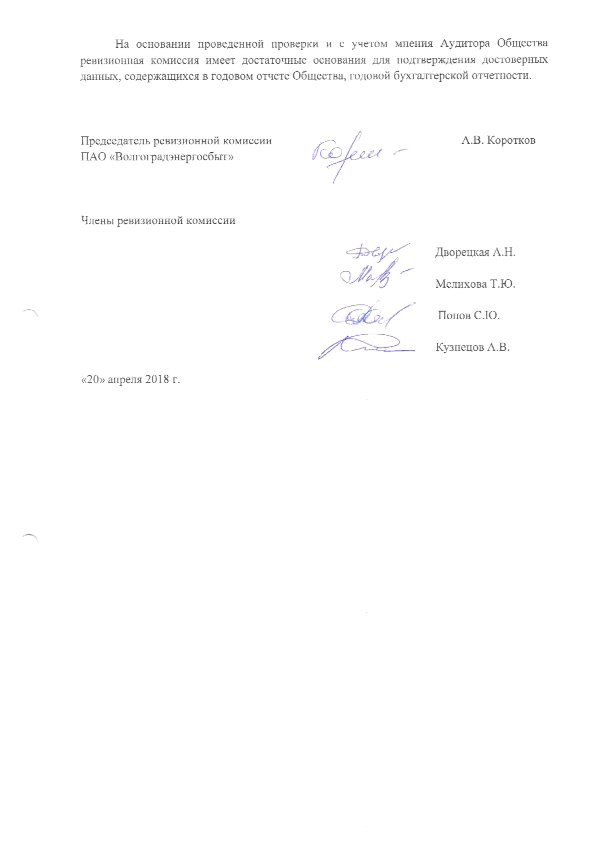 На основании проведенной проверки и с учетом мнения Аудитора Общества
ревизионная комиссия имеет достаточные основания для подтверждения достоверных
данных, содержащихся в годовом отчете Общества, годовой бухгалтерской отчетности.
Председатель ревизионной комиссии А.В. Коротков
ПАО «Волгоградэнергосбыт»
Члены ревизионной комиссии
Дворецкая А.Н.
Мелихова Т.Ю.
Попов С.Ю.
Кузнецов А.В.
«20» апреля 2018 г.